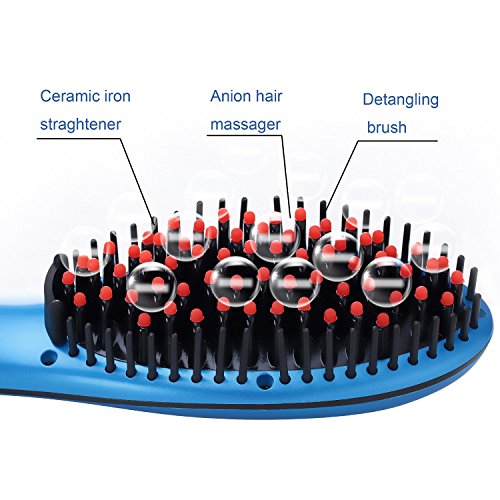 Ceramic iron
straghtener
Anion hair
massager
Detangling
brush